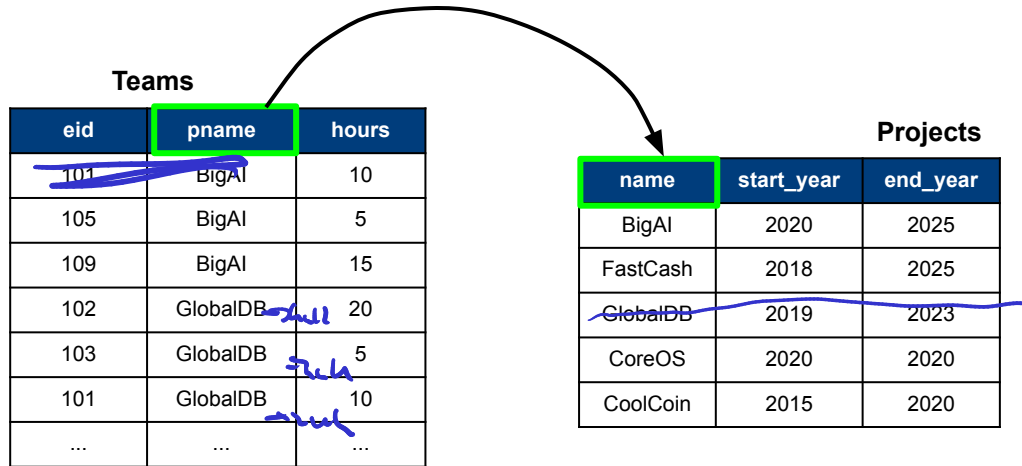 Teams
eid pname hours
101 BigAI 10
105 BigAI 5
109 BigAI 15
102 GlobalDB →null 20
103 GlobalDB 5
101 GlobalDB 10
... ... ...
Projects
name start_year end_year
BigAI 2020 2025
FastCash 2018 2025
GlobalDB 2019 2023
CoreOS 2020 2020
CoolCoin 2015 2020